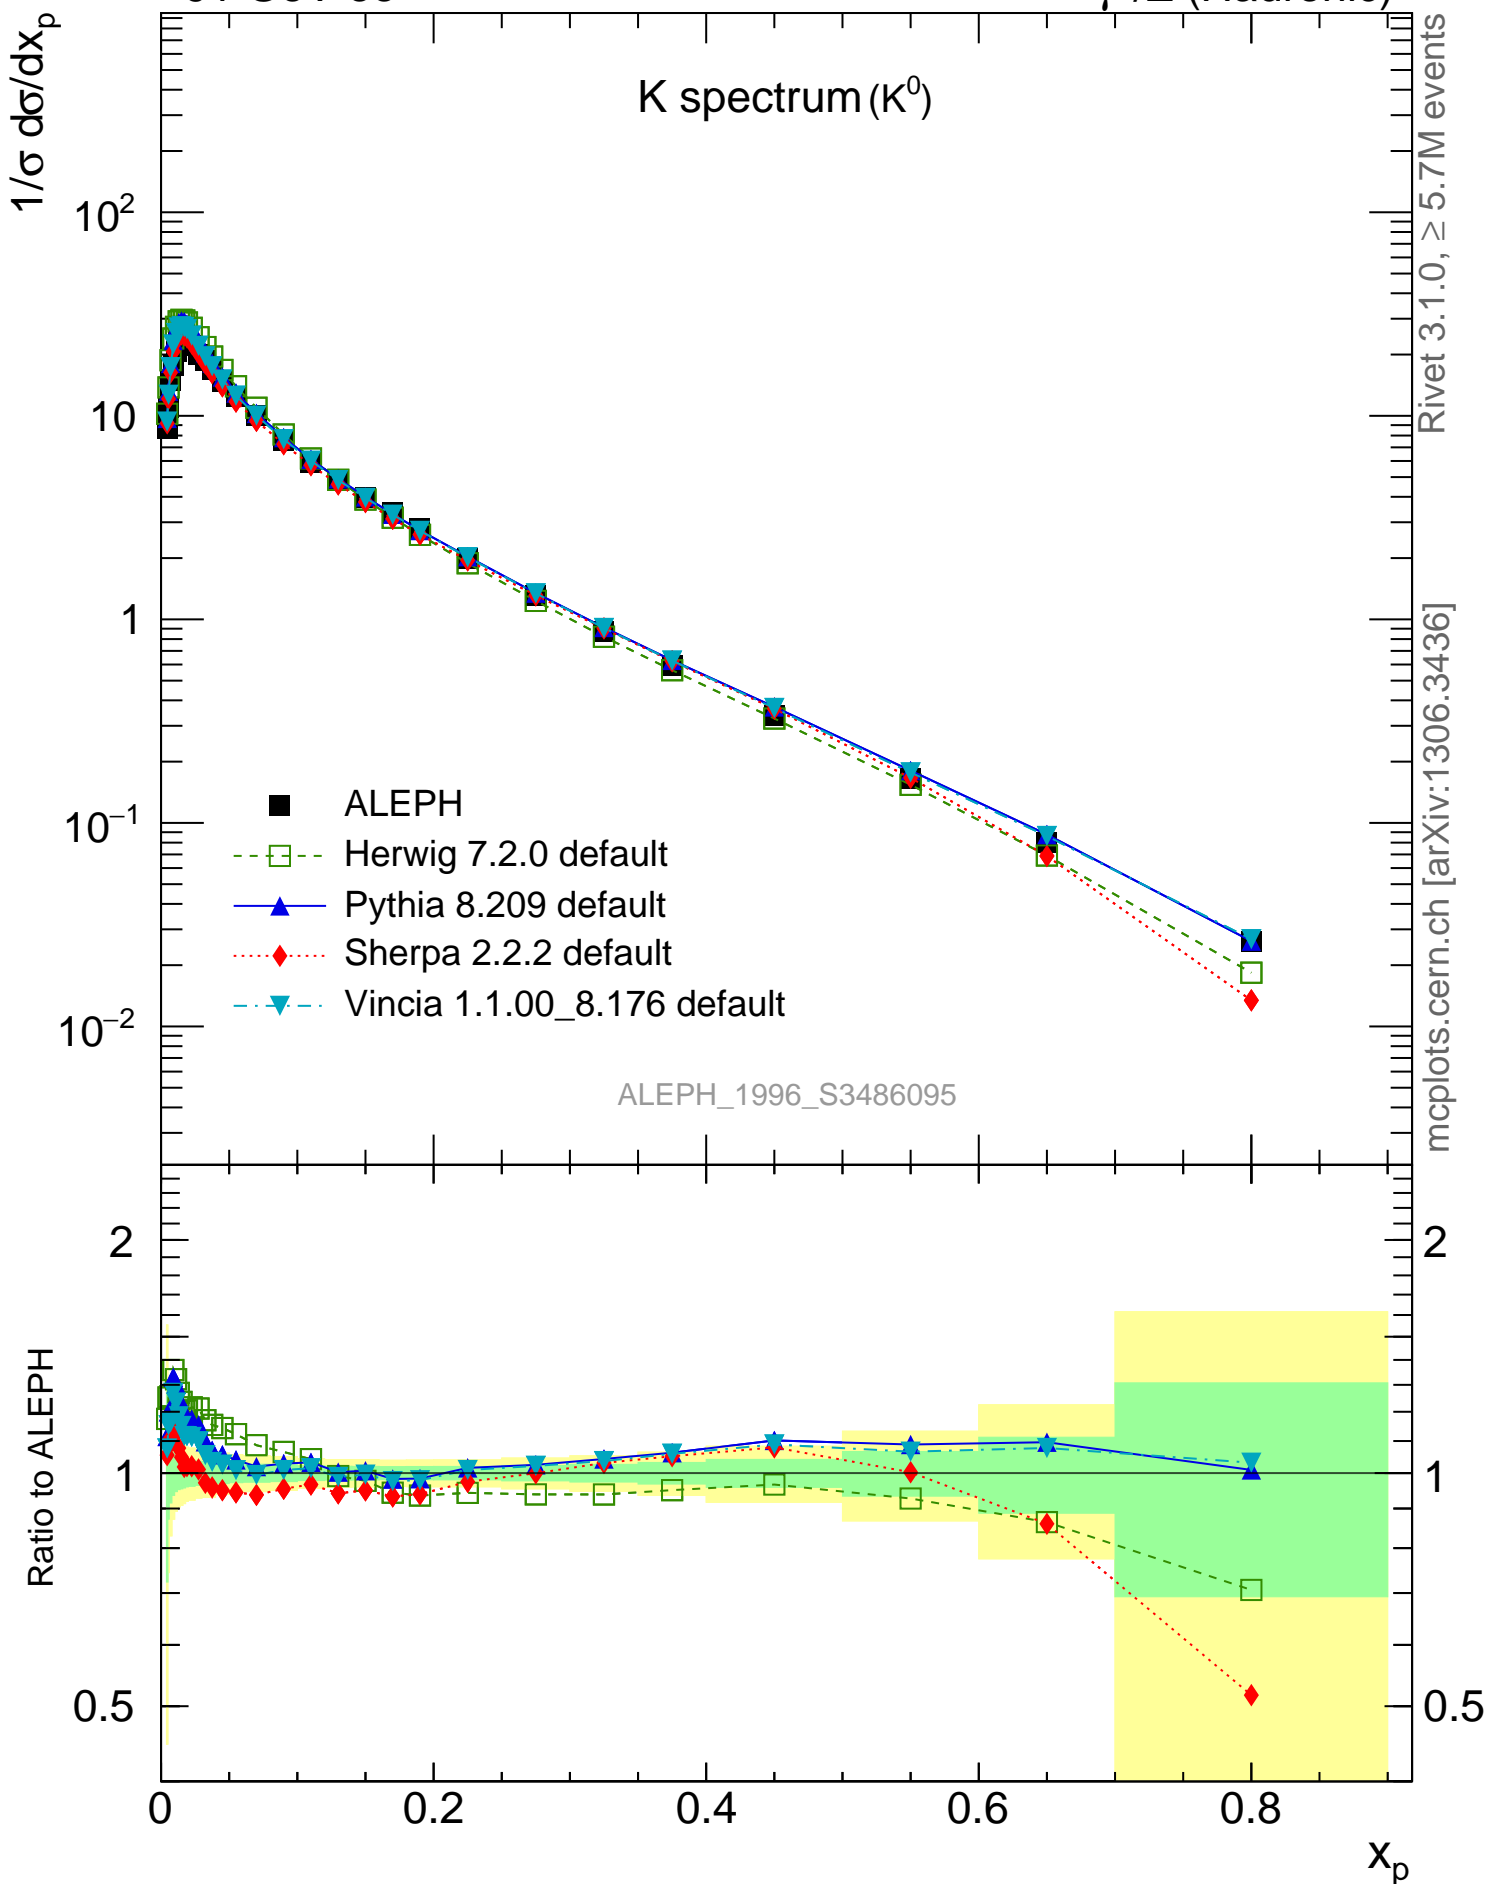 K spectrum (K⁰)
1/σ dσ/dxₚ
10²
10
1
10⁻¹
10⁻²
ALEPH
Herwig 7.2.0 default
Pythia 8.209 default
Sherpa 2.2.2 default
Vincia 1.1.00_8.176 default
ALEPH_1996_S3486095
Rivet 3.1.0, ≥ 5.7M events
mcplots.cern.ch [arXiv:1306.3436]
Ratio to ALEPH
2
1
0.5
2
1
0.5
0
0.2
0.4
0.6
0.8
xₚ